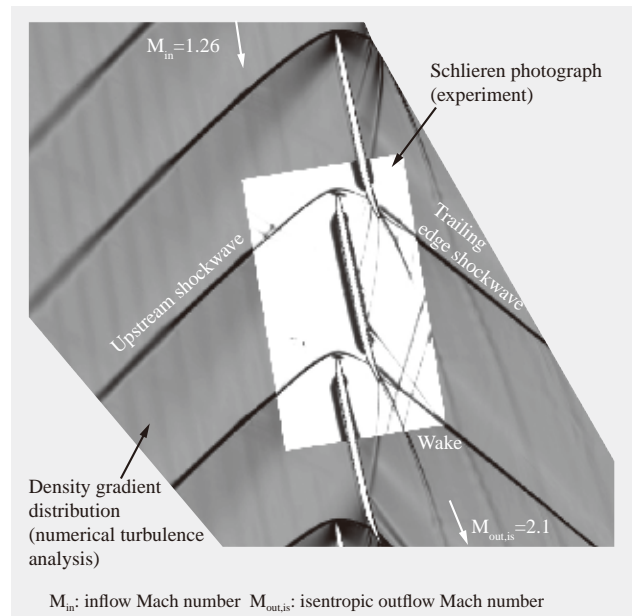 M_in=1.26
Schlieren photograph
(experiment)
Trailing
edge shockwave
Upstream shockwave
Wake
Density gradient
distribution
(numerical turbulence
analysis)
M_out,is=2.1
M_in: inflow Mach number M_out,is: isentropic outflow Mach number